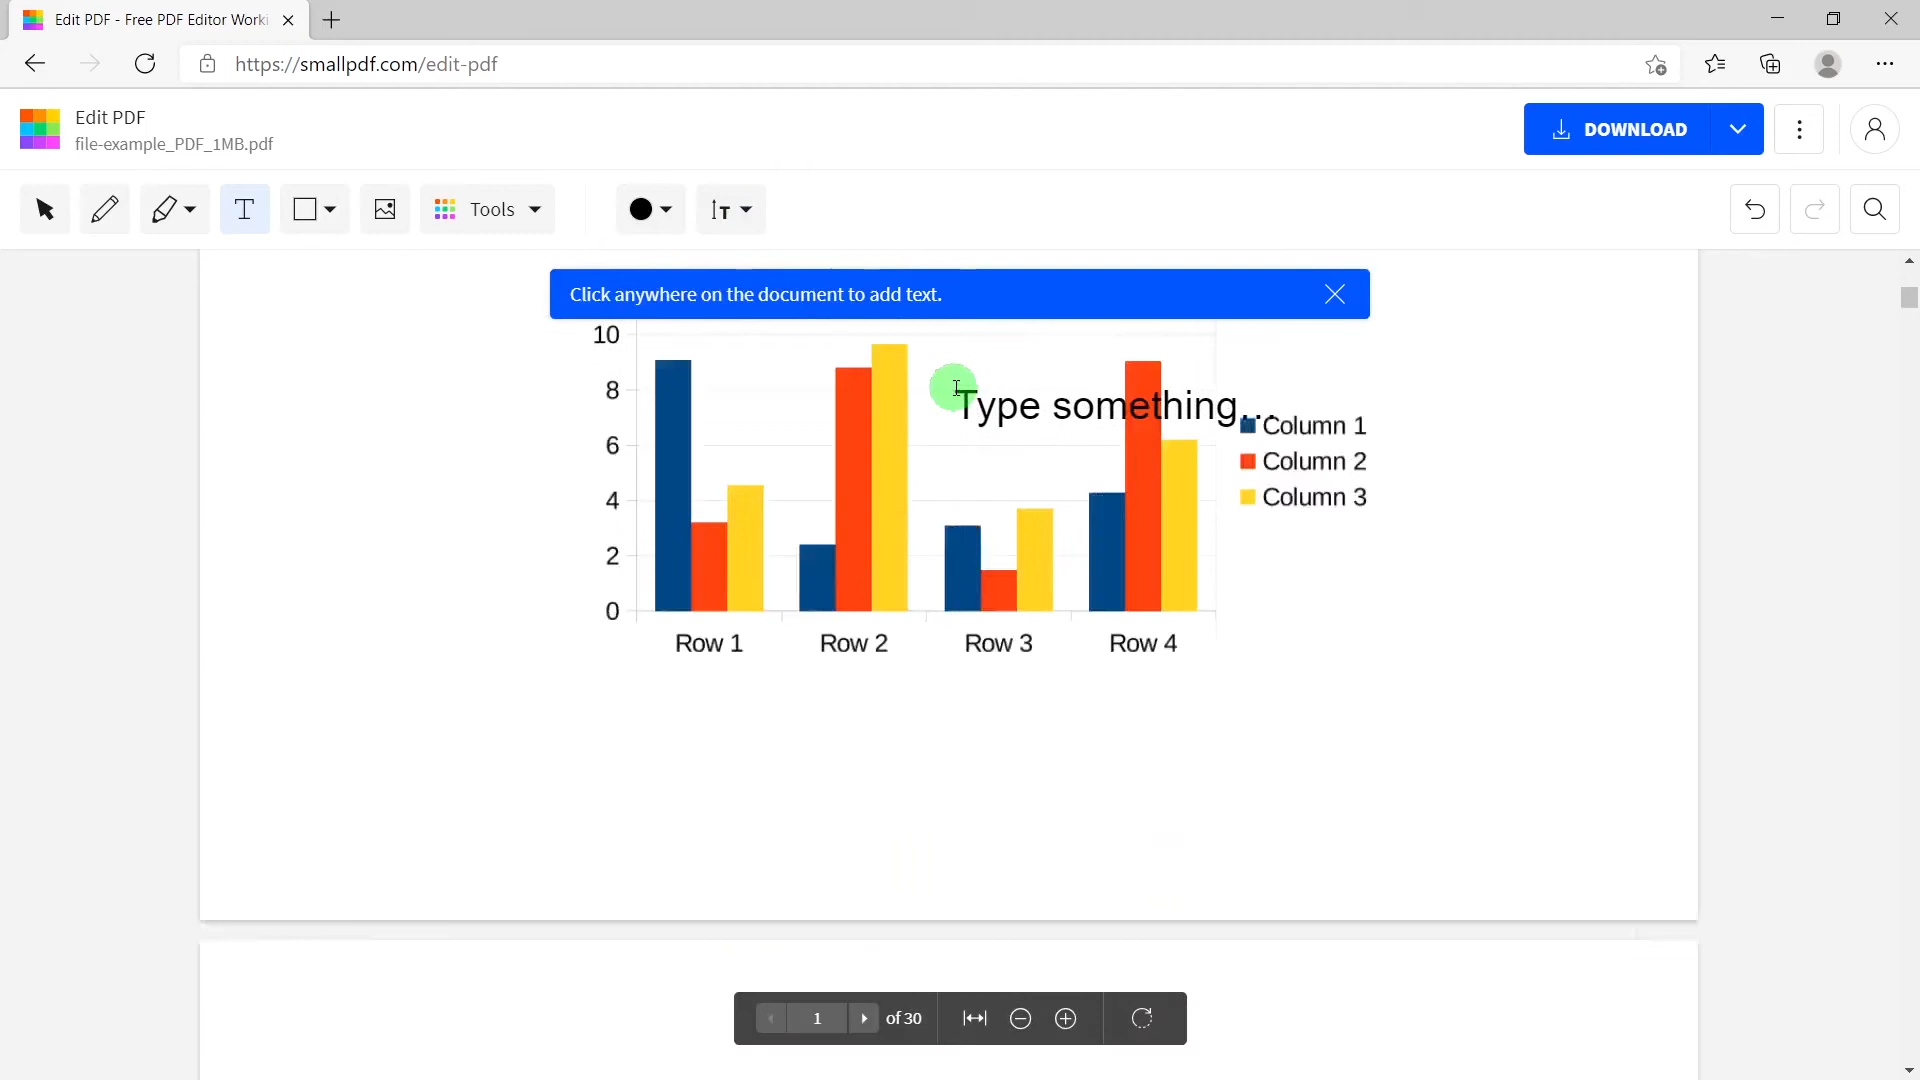 Edit PDF - Free PDF Editor Worki
https://smallpdf.com/edit-pdf
Edit PDF
file-example_PDF_1MB.pdf
DOWNLOAD
T
Tools
T
Click anywhere on the document to add text.
10
8
6
4
2
0
Type something...
Column 1
Column 2
Column 3
Row 1 Row 2 Row 3 Row 4
1 of 30